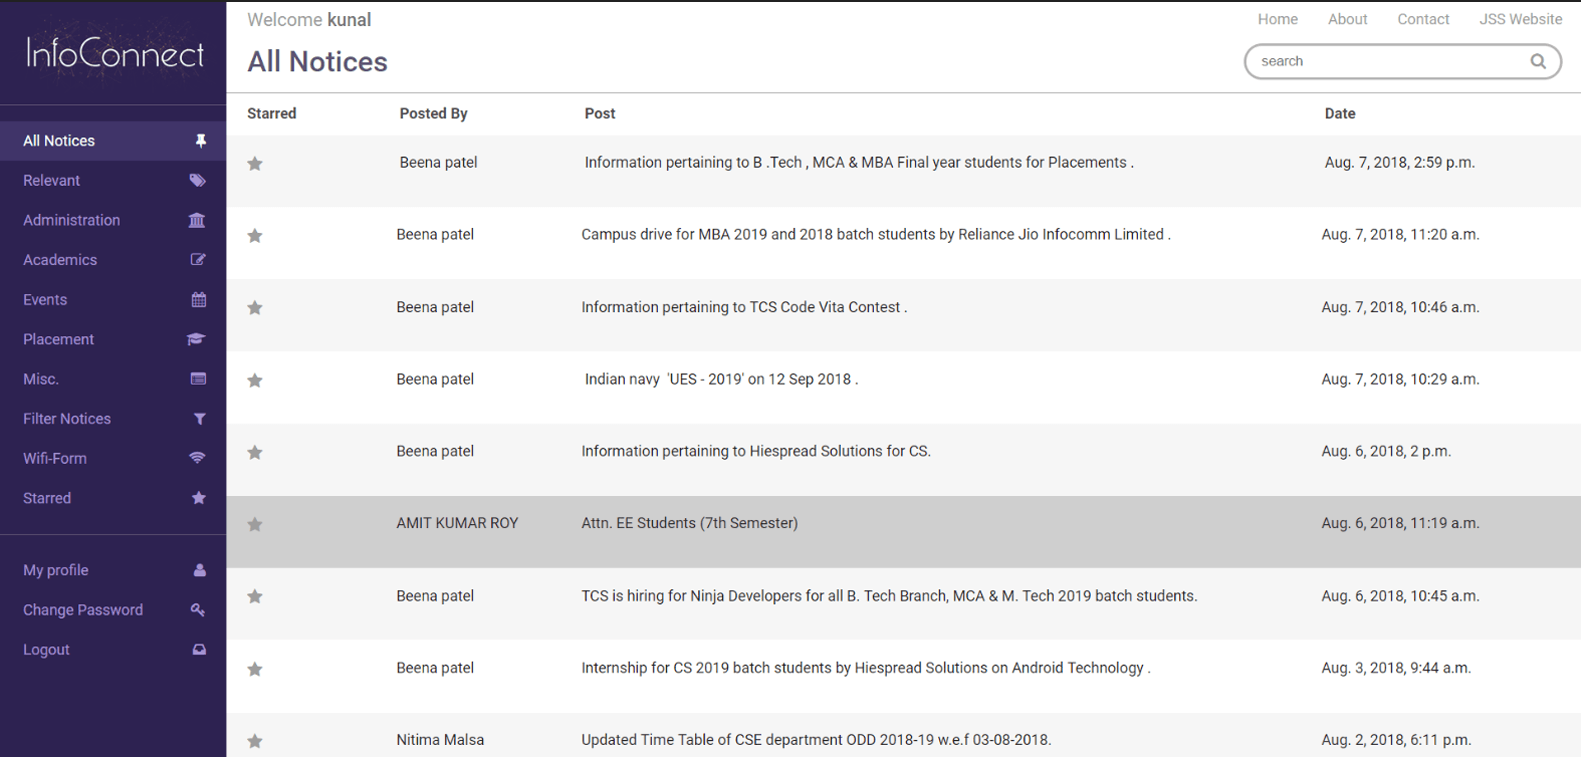 InfoConnect
Welcome kunal
Home About Contact JSS Website
All Notices
search
All Notices
Relevant
Administration
Academics
Events
Placement
Misc.
Filter Notices
Wifi-Form
Starred
My profile
Change Password
Logout
Starred Posted By Post Date
Beena patel Information pertaining to B .Tech , MCA & MBA Final year students for Placements . Aug. 7, 2018, 2:59 p.m.
Beena patel Campus drive for MBA 2019 and 2018 batch students by Reliance Jio Infocomm Limited . Aug. 7, 2018, 11:20 a.m.
Beena patel Information pertaining to TCS Code Vita Contest . Aug. 7, 2018, 10:46 a.m.
Beena patel Indian navy 'UES - 2019' on 12 Sep 2018 . Aug. 7, 2018, 10:29 a.m.
Beena patel Information pertaining to Hiespread Solutions for CS. Aug. 6, 2018, 2 p.m.
AMIT KUMAR ROY Attn. EE Students (7th Semester) Aug. 6, 2018, 11:19 a.m.
Beena patel TCS is hiring for Ninja Developers for all B. Tech Branch, MCA & M. Tech 2019 batch students. Aug. 6, 2018, 10:45 a.m.
Beena patel Internship for CS 2019 batch students by Hiespread Solutions on Android Technology . Aug. 3, 2018, 9:44 a.m.
Nitima Malsa Updated Time Table of CSE department ODD 2018-19 w.e.f 03-08-2018. Aug. 2, 2018, 6:11 p.m.